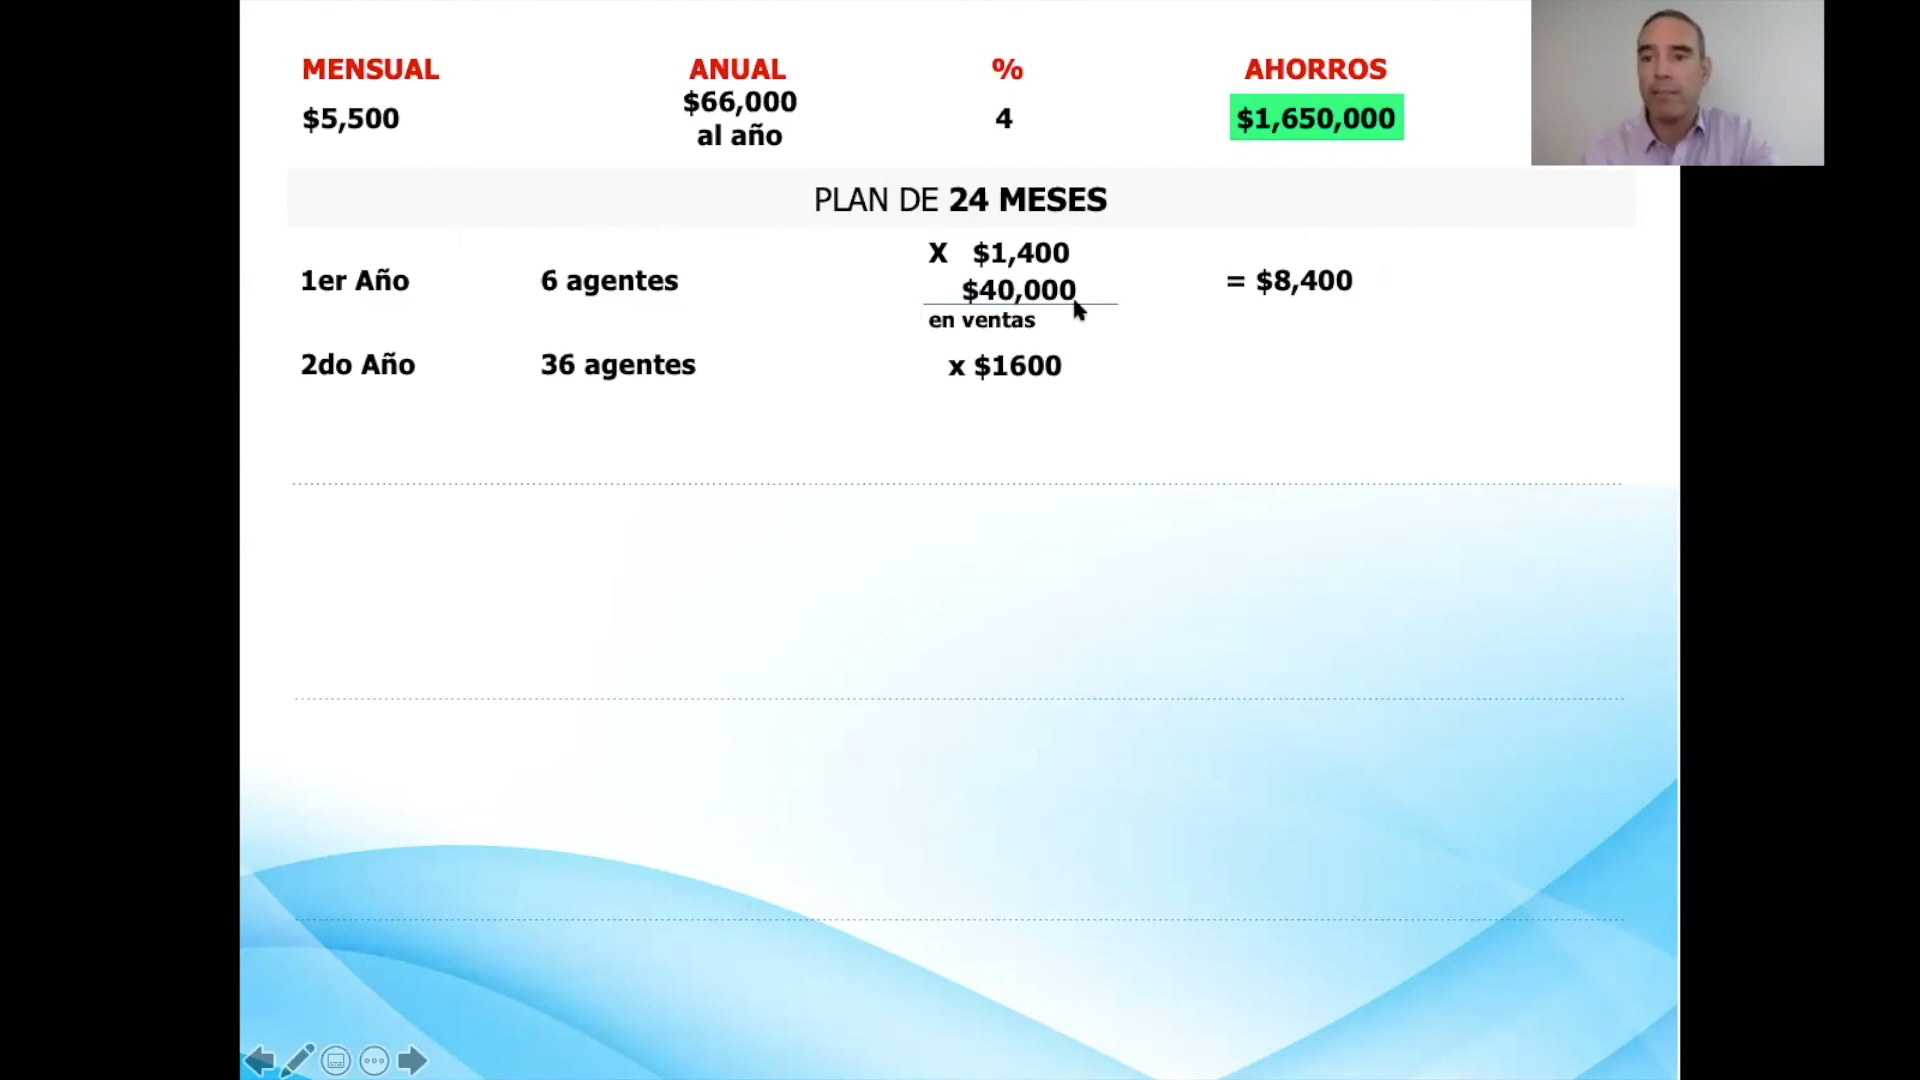 MENSUAL ANUAL % AHORROS
$5,500 $66,000 al año 4 $1,650,000
PLAN DE 24 MESES
1er Año 6 agentes X $1,400 = $8,400
$40,000
en ventas
2do Año 36 agentes x $1600